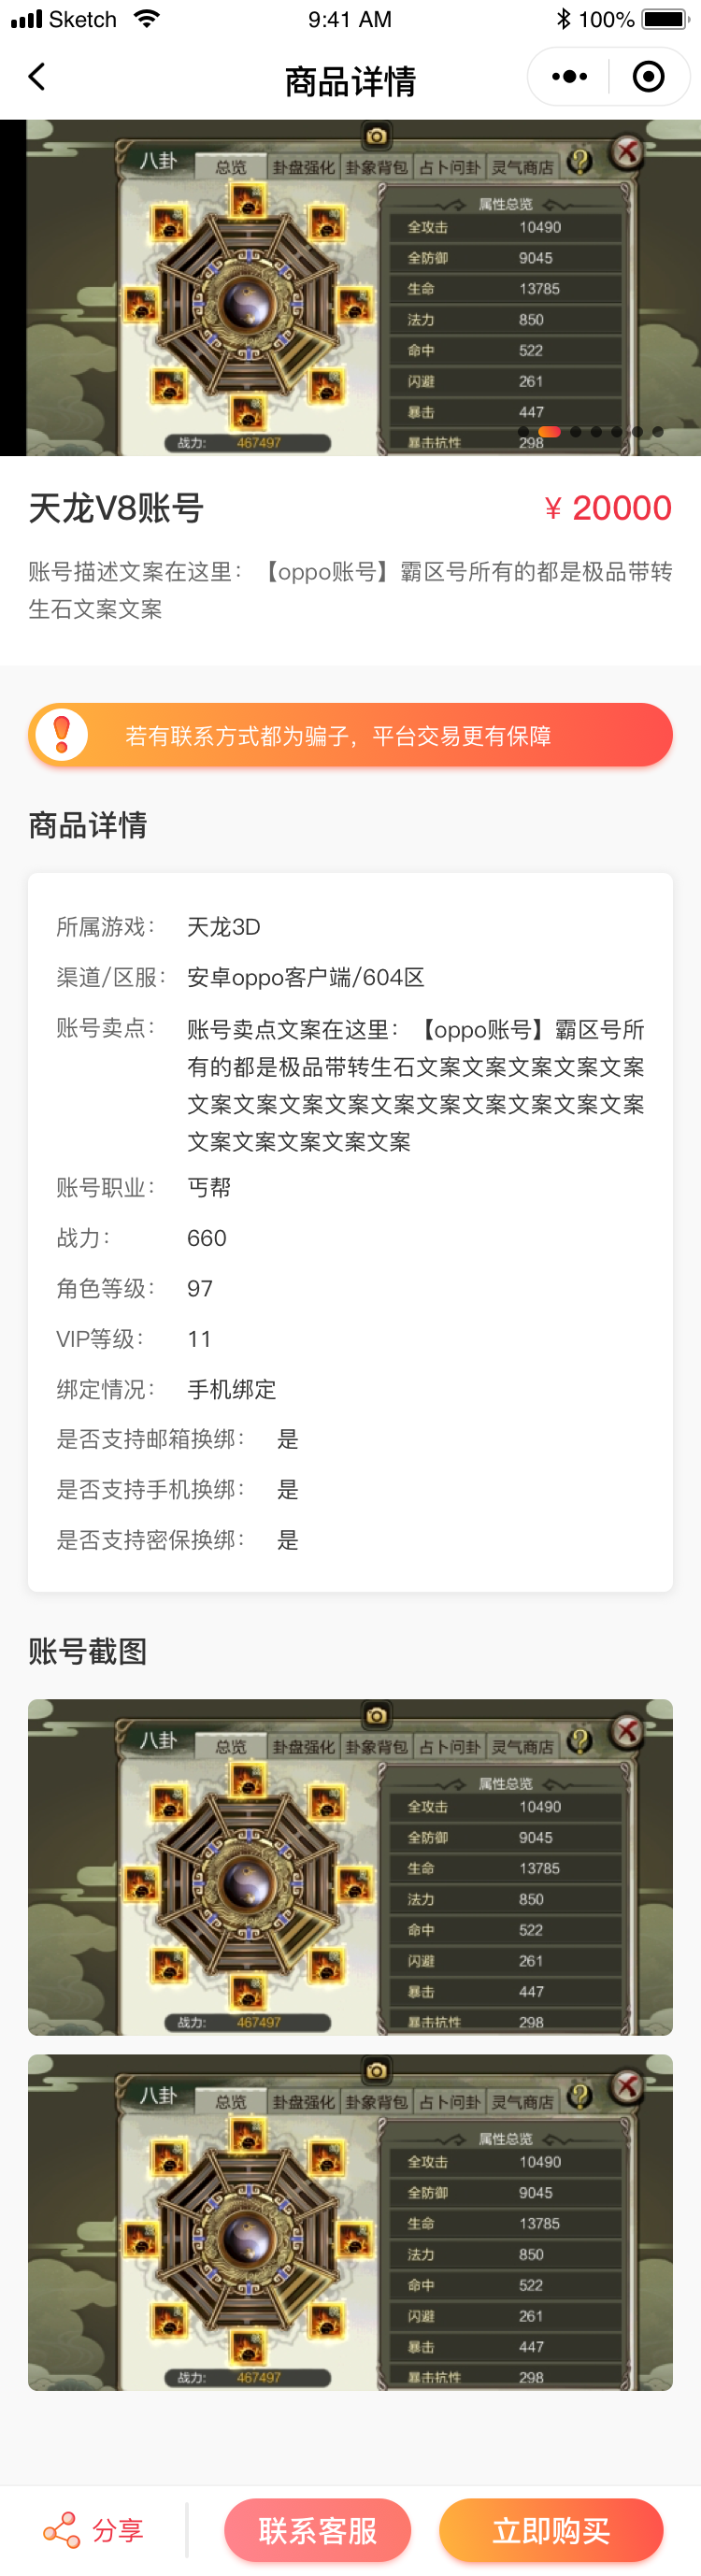 Sketch 9:41 AM 100%
商品详情
八卦 总览 卦盘强化 卦象背包 占卜问卦 灵气商店
属性总览
全攻击 10490
全防御 9045
生命 13785
法力 850
命中 522
闪避 261
暴击 447
暴击抗性 298
战力: 467497
天龙V8账号 ¥ 20000
账号描述文案在这里：【oppo账号】霸区号所有的都是极品带转
生石文案文案
若有联系方式都为骗子，平台交易更有保障
商品详情
所属游戏： 天龙3D
渠道/区服： 安卓oppo客户端/604区
账号卖点： 账号卖点文案在这里：【oppo账号】霸区号所
有的都是极品带转生石文案文案文案文案文案
文案文案文案文案文案文案文案文案文案文案
文案文案文案文案文案
账号职业： 丐帮
战力： 660
角色等级： 97
VIP等级： 11
绑定情况： 手机绑定
是否支持邮箱换绑： 是
是否支持手机换绑： 是
是否支持密保换绑： 是
账号截图
八卦 总览 卦盘强化 卦象背包 占卜问卦 灵气商店
属性总览
全攻击 10490
全防御 9045
生命 13785
法力 850
命中 522
闪避 261
暴击 447
暴击抗性 298
战力: 467497
八卦 总览 卦盘强化 卦象背包 占卜问卦 灵气商店
属性总览
全攻击 10490
全防御 9045
生命 13785
法力 850
命中 522
闪避 261
暴击 447
暴击抗性 298
战力: 467497
分享 联系客服 立即购买